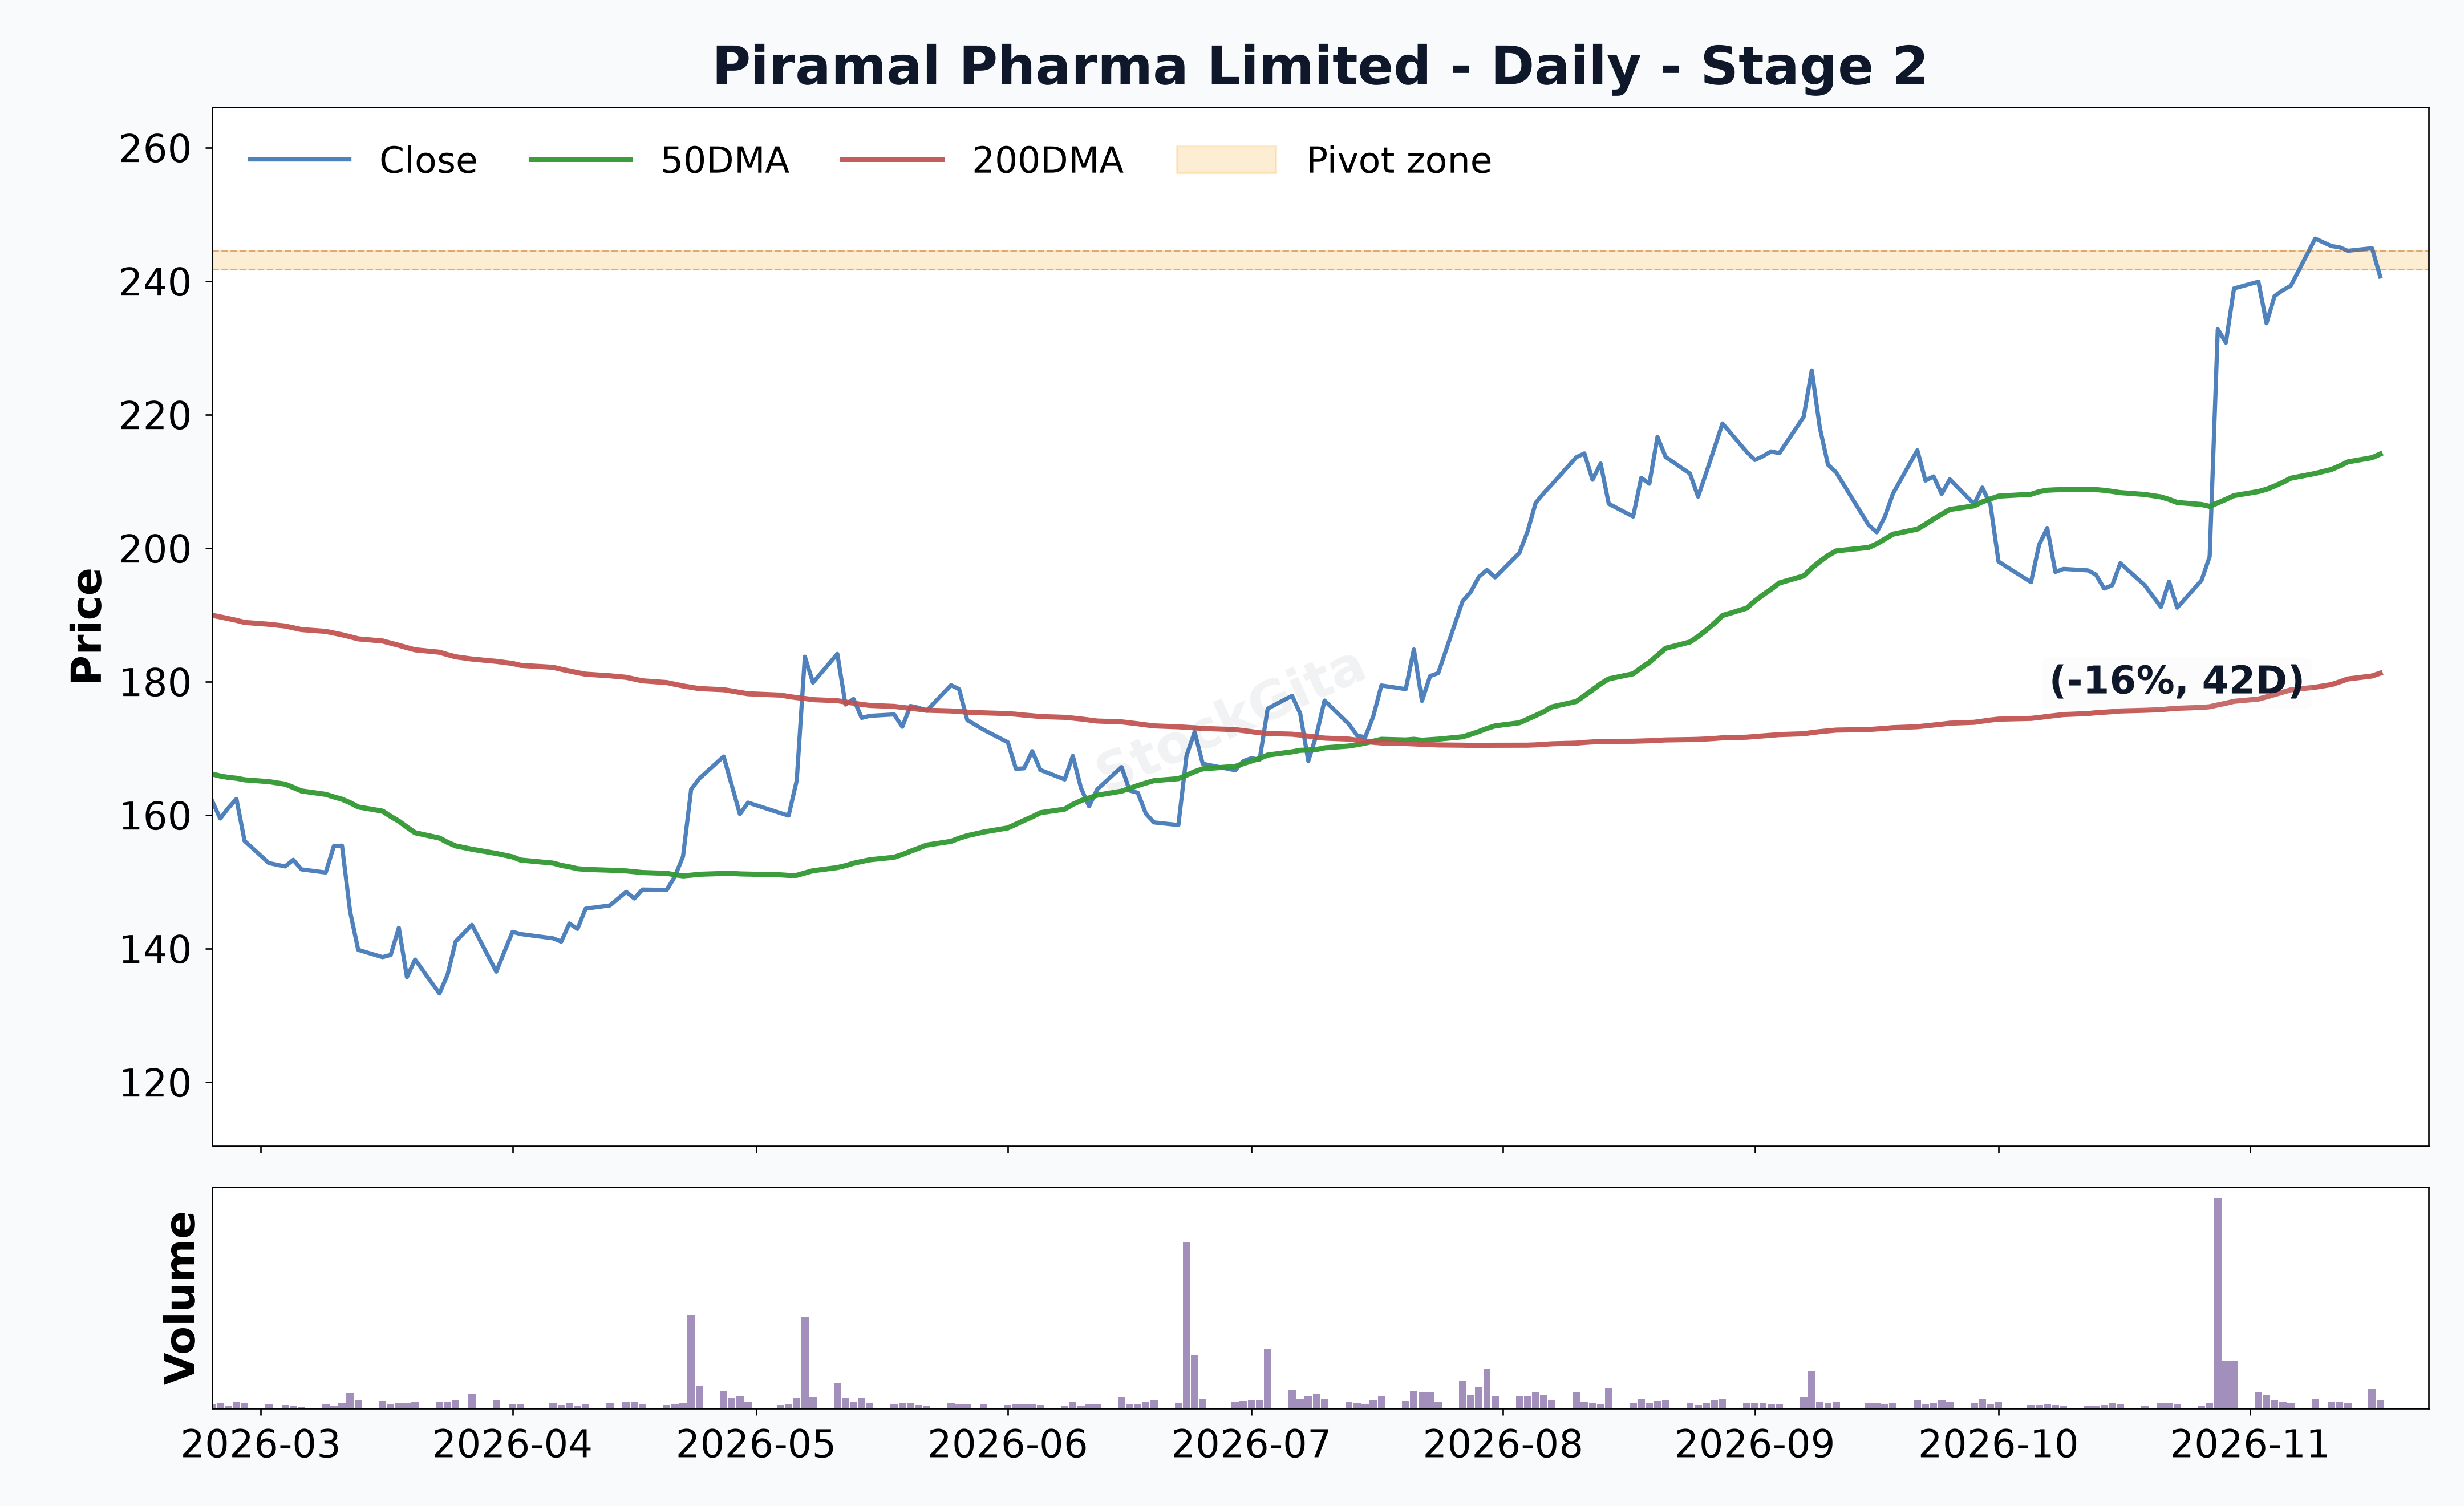 Piramal Pharma Limited - Daily - Stage 2
Close 50DMA 200DMA Pivot zone
260
240
220
200
180
160
140
120
Price
(-16%, 42D)
StockGita
Volume
2026-03 2026-04 2026-05 2026-06 2026-07 2026-08 2026-09 2026-10 2026-11